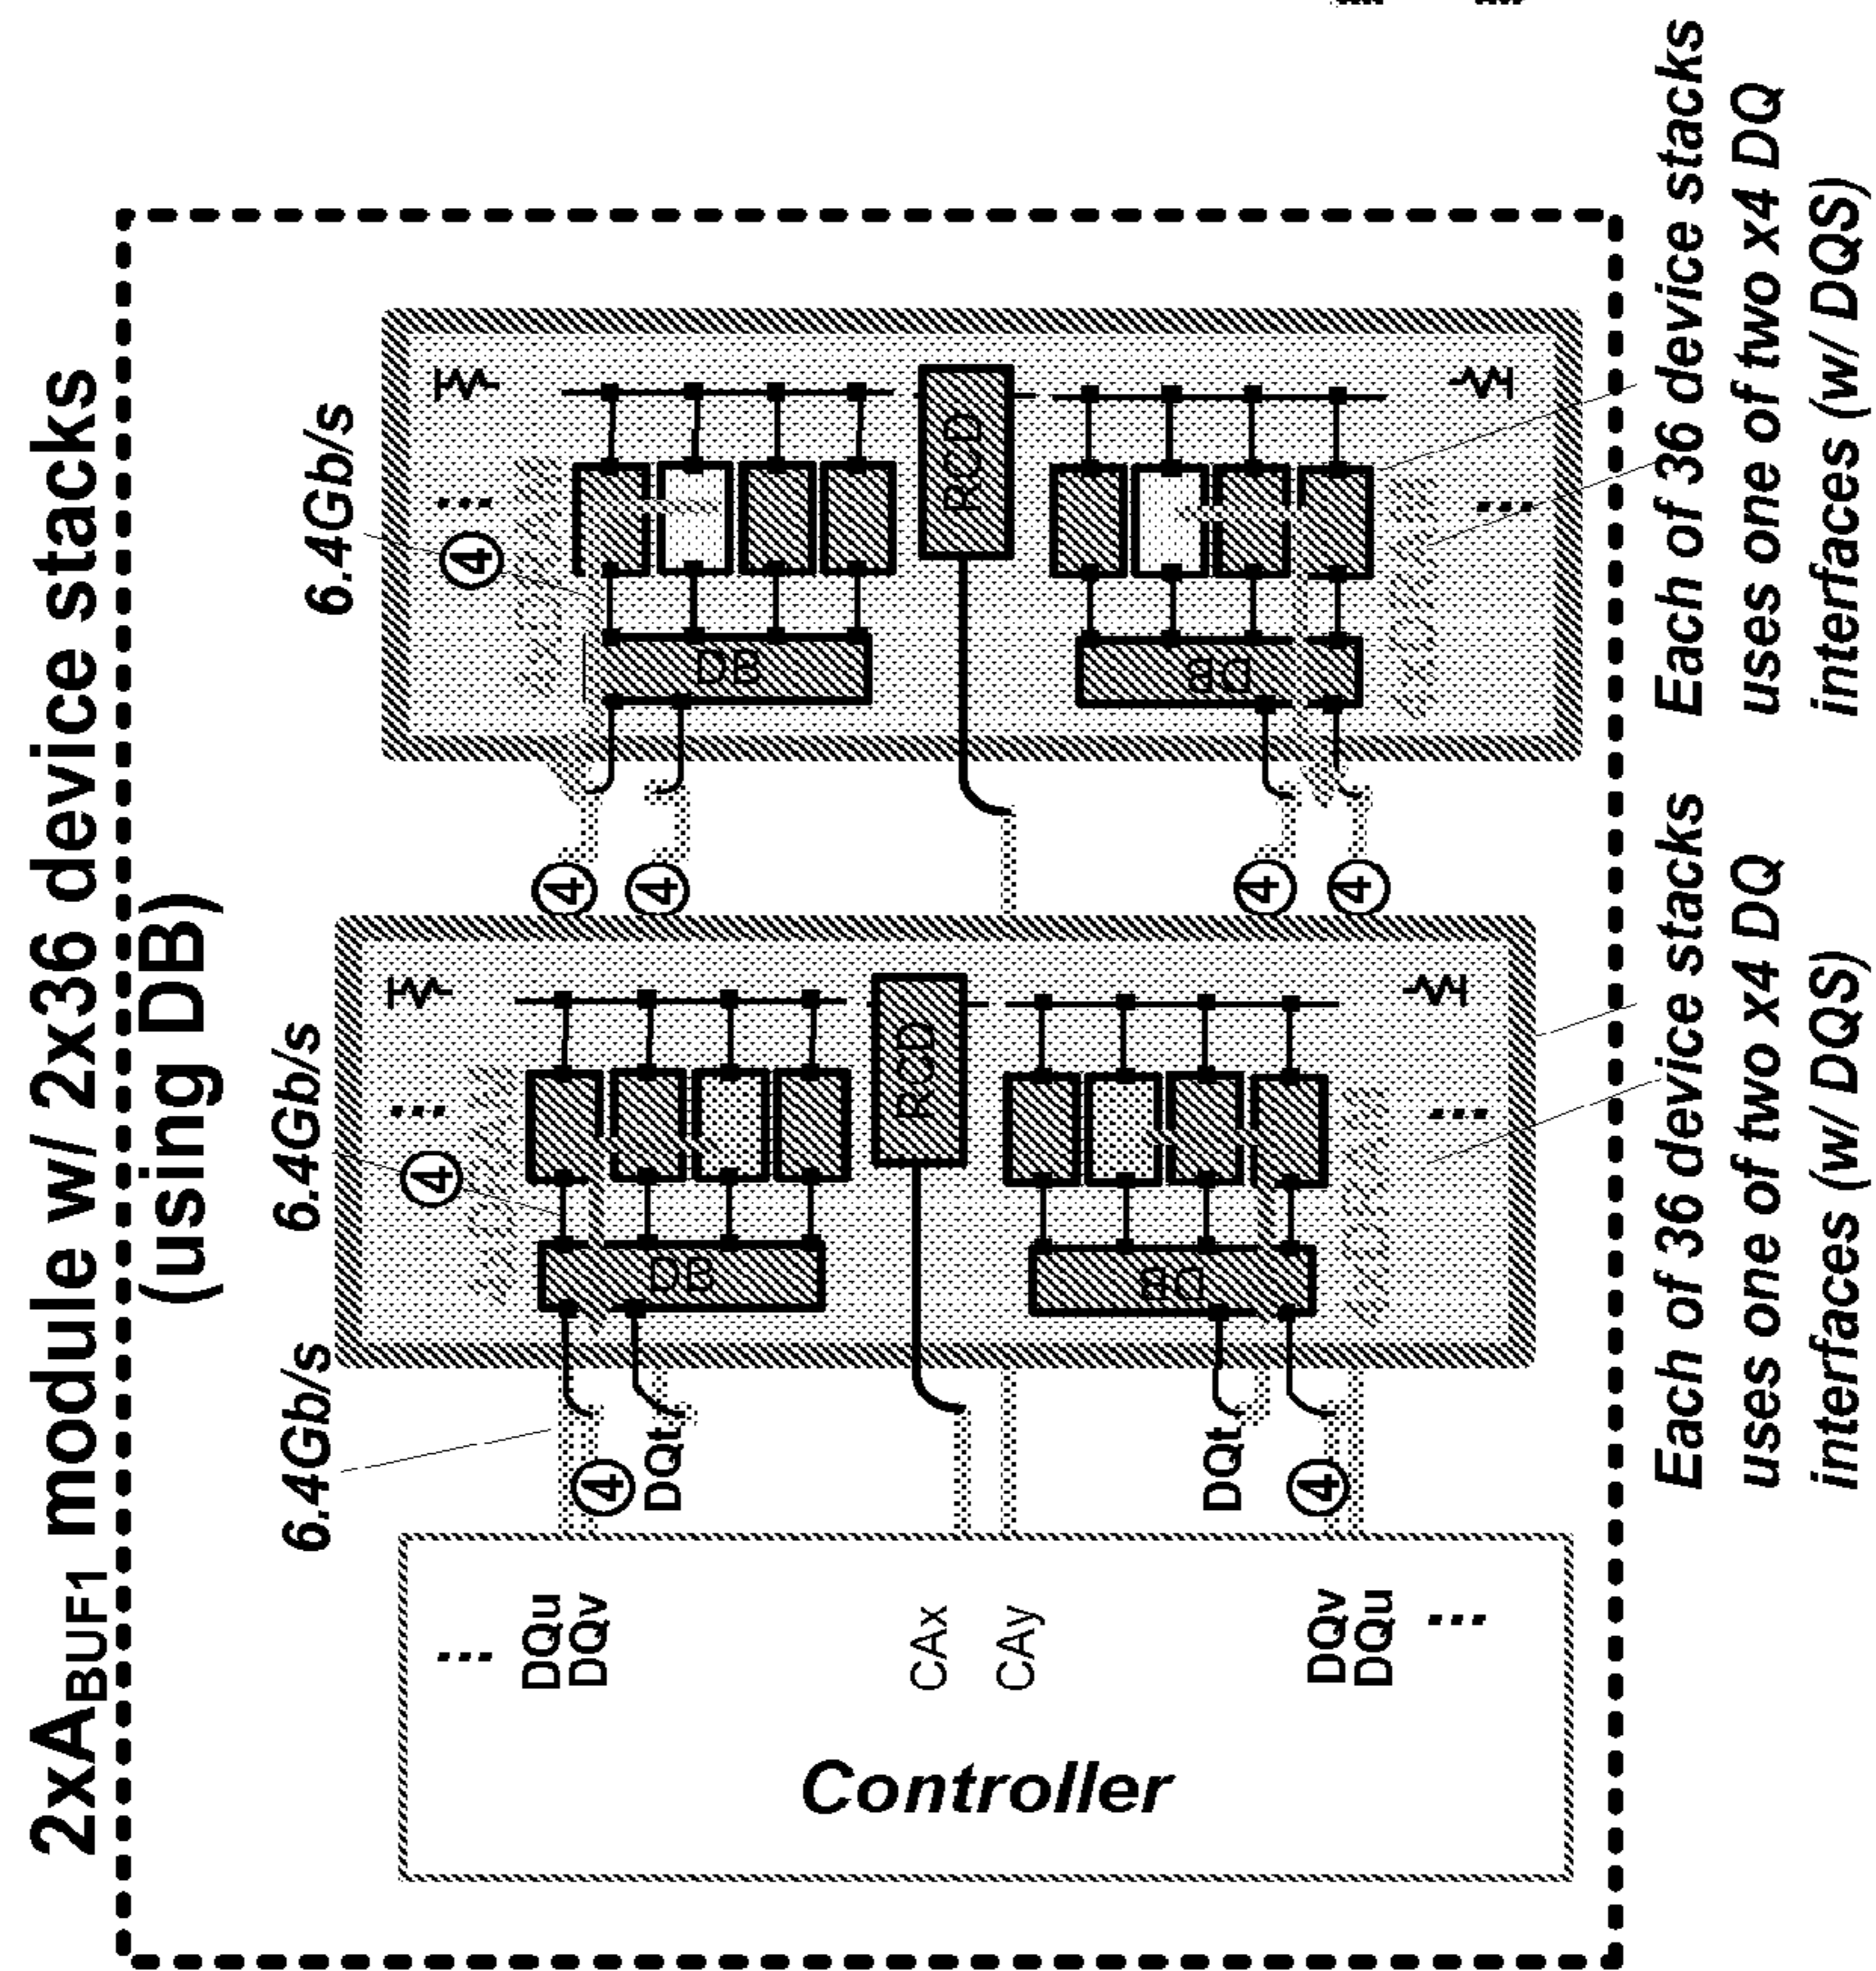 2xABUF1 module w/ 2x36 device stacks
(using DB)
6.4Gb/s
6.4Gb/s
6.4Gb/s
...
...
...
4
4
DQu
DQv
4
DQt
DB
4
4
DB
CAx
CAy
RCD
RCD
Controller
DQv
DQu
DQt
4
DB
4
4
DB
...
...
...
Each of 36 device stacks
uses one of two x4 DQ
interfaces (w/ DQS)
Each of 36 device stacks
uses one of two x4 DQ
interfaces (w/ DQS)